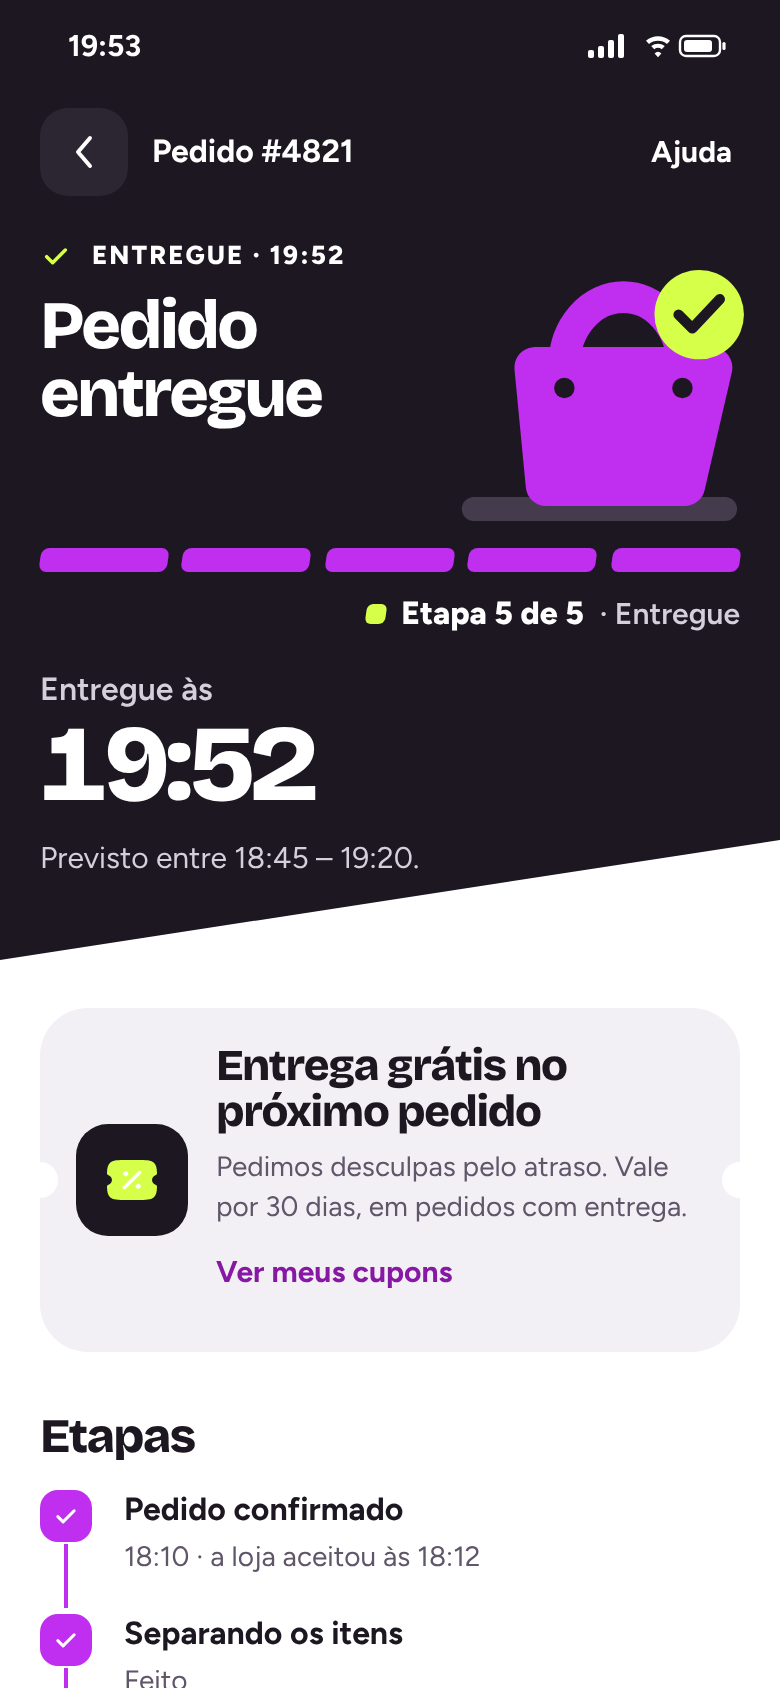 19:53
Pedido #4821
Ajuda
ENTREGUE · 19:52
Pedido
entregue
Etapa 5 de 5 · Entregue
Entregue às
19:52
Previsto entre 18:45 – 19:20.
Entrega grátis no
próximo pedido
Pedimos desculpas pelo atraso. Vale
por 30 dias, em pedidos com entrega.
Ver meus cupons
Etapas
Pedido confirmado
18:10 · a loja aceitou às 18:12
Separando os itens
Feito